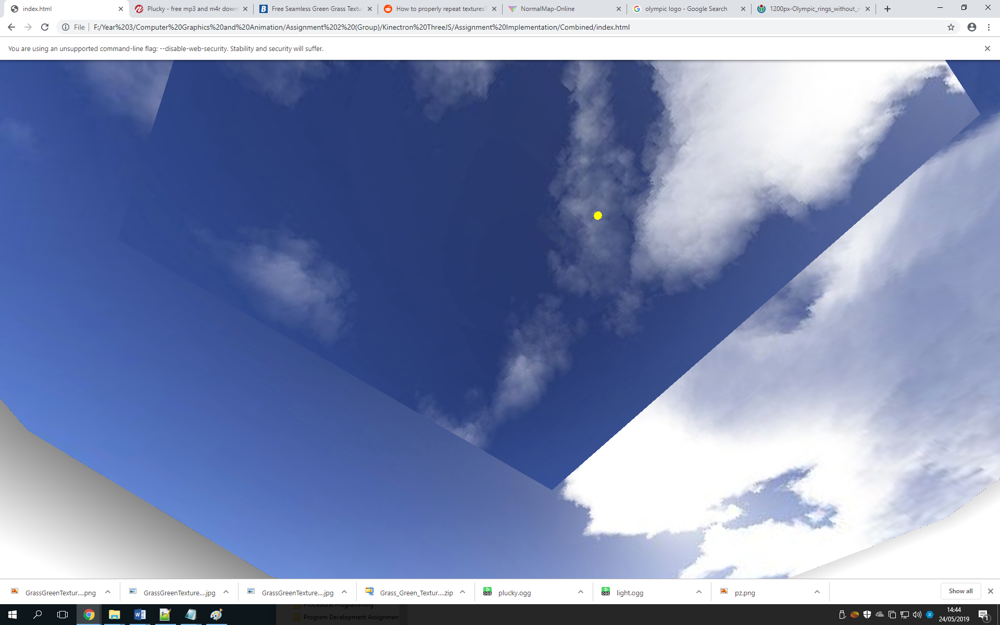 index.html
Plucky - free mp3 and m4r down
Free Seamless Green Grass Textu
How to properly repeat textures?
NormalMap-Online
olympic logo - Google Search
1200px-Olympic_rings_without_r
File
F:/Year%203/Computer%20Graphics%20and%20Animation/Assignment%202%20(Group)/Kinectron%20ThreeJS/Assignment%20Implementation/Combined/index.html
You are using an unsupported command-line flag: --disable-web-security. Stability and security will suffer.
GrassGreenTextur....png
GrassGreenTexture....jpg
GrassGreenTexture....jpg
Grass_Green_Textur....zip
plucky.ogg
light.ogg
pz.png
Show all
Procedural Programming
Program Development Assignmen
14:44
24/05/2019
1